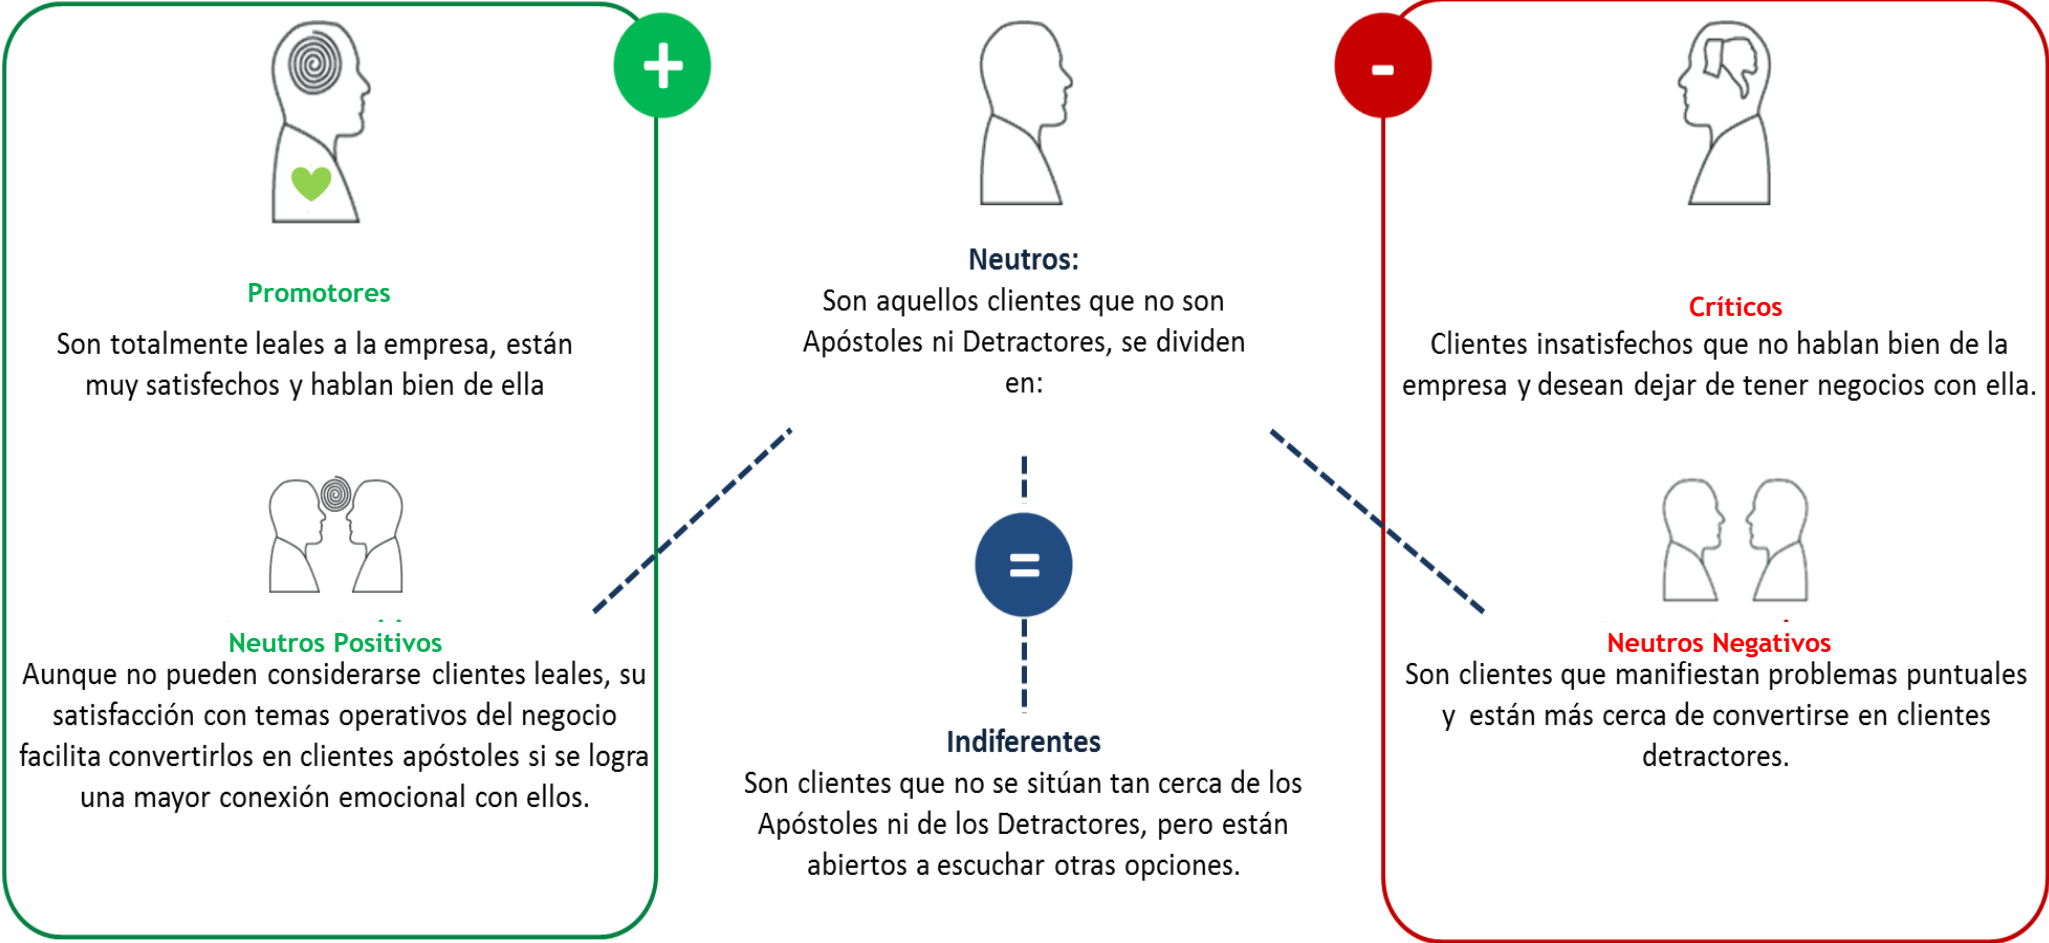 +
Promotores
Son totalmente leales a la empresa, están
muy satisfechos y hablan bien de ella
Neutros Positivos
Aunque no pueden considerarse clientes leales, su
satisfacción con temas operativos del negocio
facilita convertirlos en clientes apóstoles si se logra
una mayor conexión emocional con ellos.
Neutros:
Son aquellos clientes que no son
Apóstoles ni Detractores, se dividen
en:
=
Indiferentes
Son clientes que no se sitúan tan cerca de los
Apóstoles ni de los Detractores, pero están
abiertos a escuchar otras opciones.
-
Críticos
Clientes insatisfechos que no hablan bien de la
empresa y desean dejar de tener negocios con ella.
Neutros Negativos
Son clientes que manifiestan problemas puntuales
y están más cerca de convertirse en clientes
detractores.